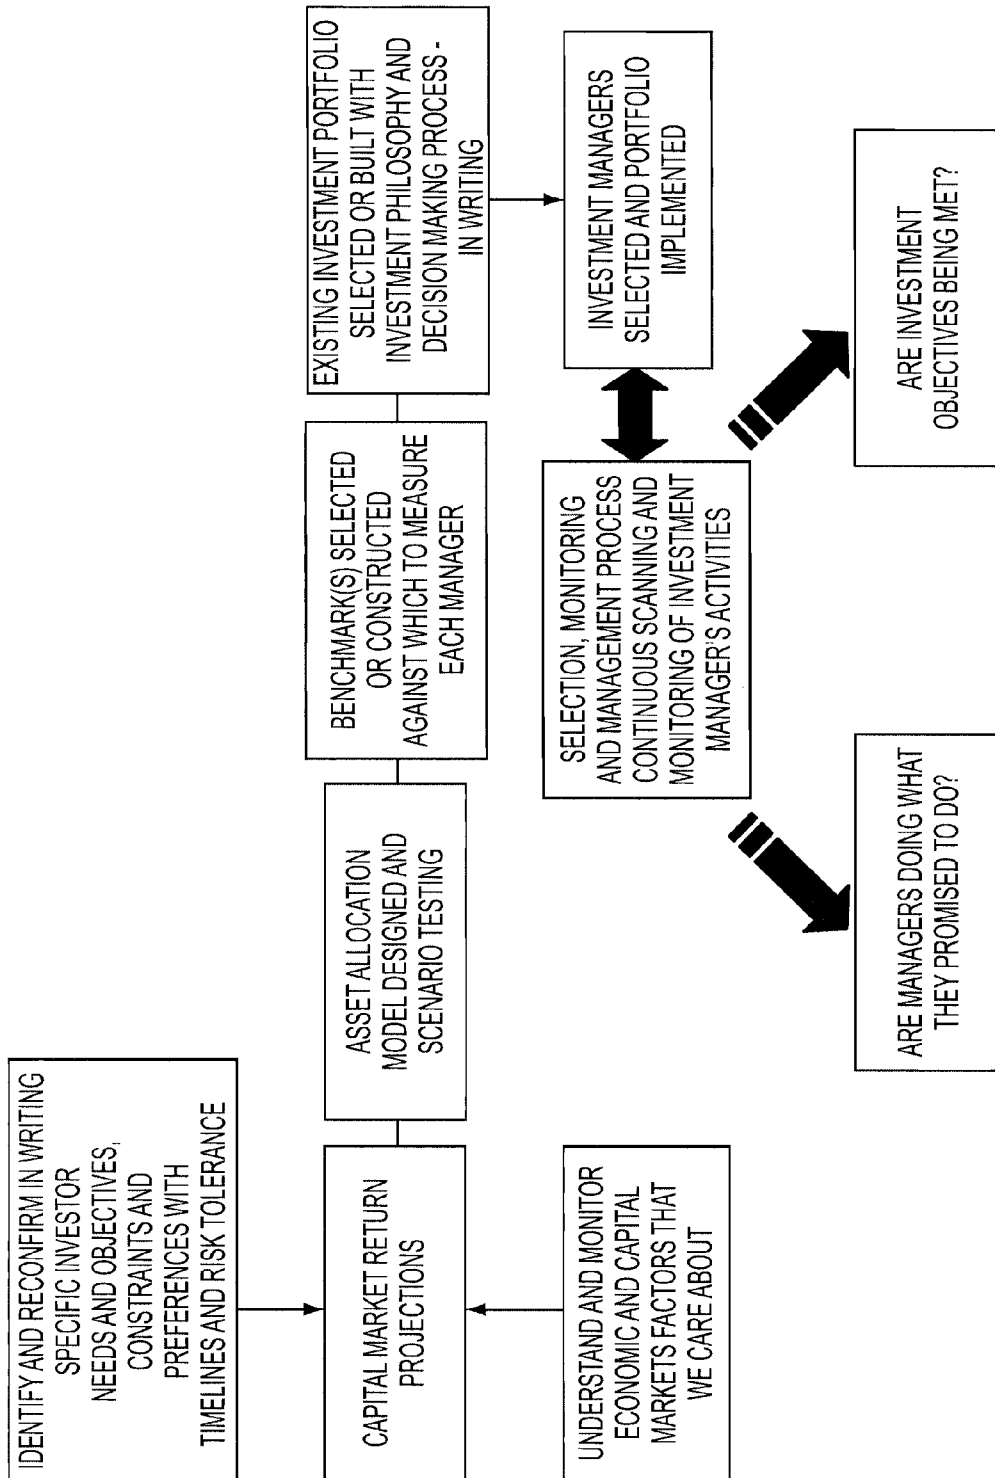 IDENTIFY AND RECONFIRM IN WRITING
SPECIFIC INVESTOR
NEEDS AND OBJECTIVES,
CONSTRAINTS AND
PREFERENCES WITH
TIMELINES AND RISK TOLERANCE
CAPITAL MARKET RETURN
PROJECTIONS
UNDERSTAND AND MONITOR
ECONOMIC AND CAPITAL
MARKETS FACTORS THAT
WE CARE ABOUT
ASSET ALLOCATION
MODEL DESIGNED AND
SCENARIO TESTING
BENCHMARK(S) SELECTED
OR CONSTRUCTED
AGAINST WHICH TO MEASURE
EACH MANAGER
EXISTING INVESTMENT PORTFOLIO
SELECTED OR BUILT WITH
INVESTMENT PHILOSOPHY AND
DECISION MAKING PROCESS -
IN WRITING
INVESTMENT MANAGERS
SELECTED AND PORTFOLIO
IMPLEMENTED
SELECTION, MONITORING
AND MANAGEMENT PROCESS
CONTINUOUS SCANNING AND
MONITORING OF INVESTMENT
MANAGER'S ACTIVITIES
ARE MANAGERS DOING WHAT
THEY PROMISED TO DO?
ARE INVESTMENT
OBJECTIVES BEING MET?